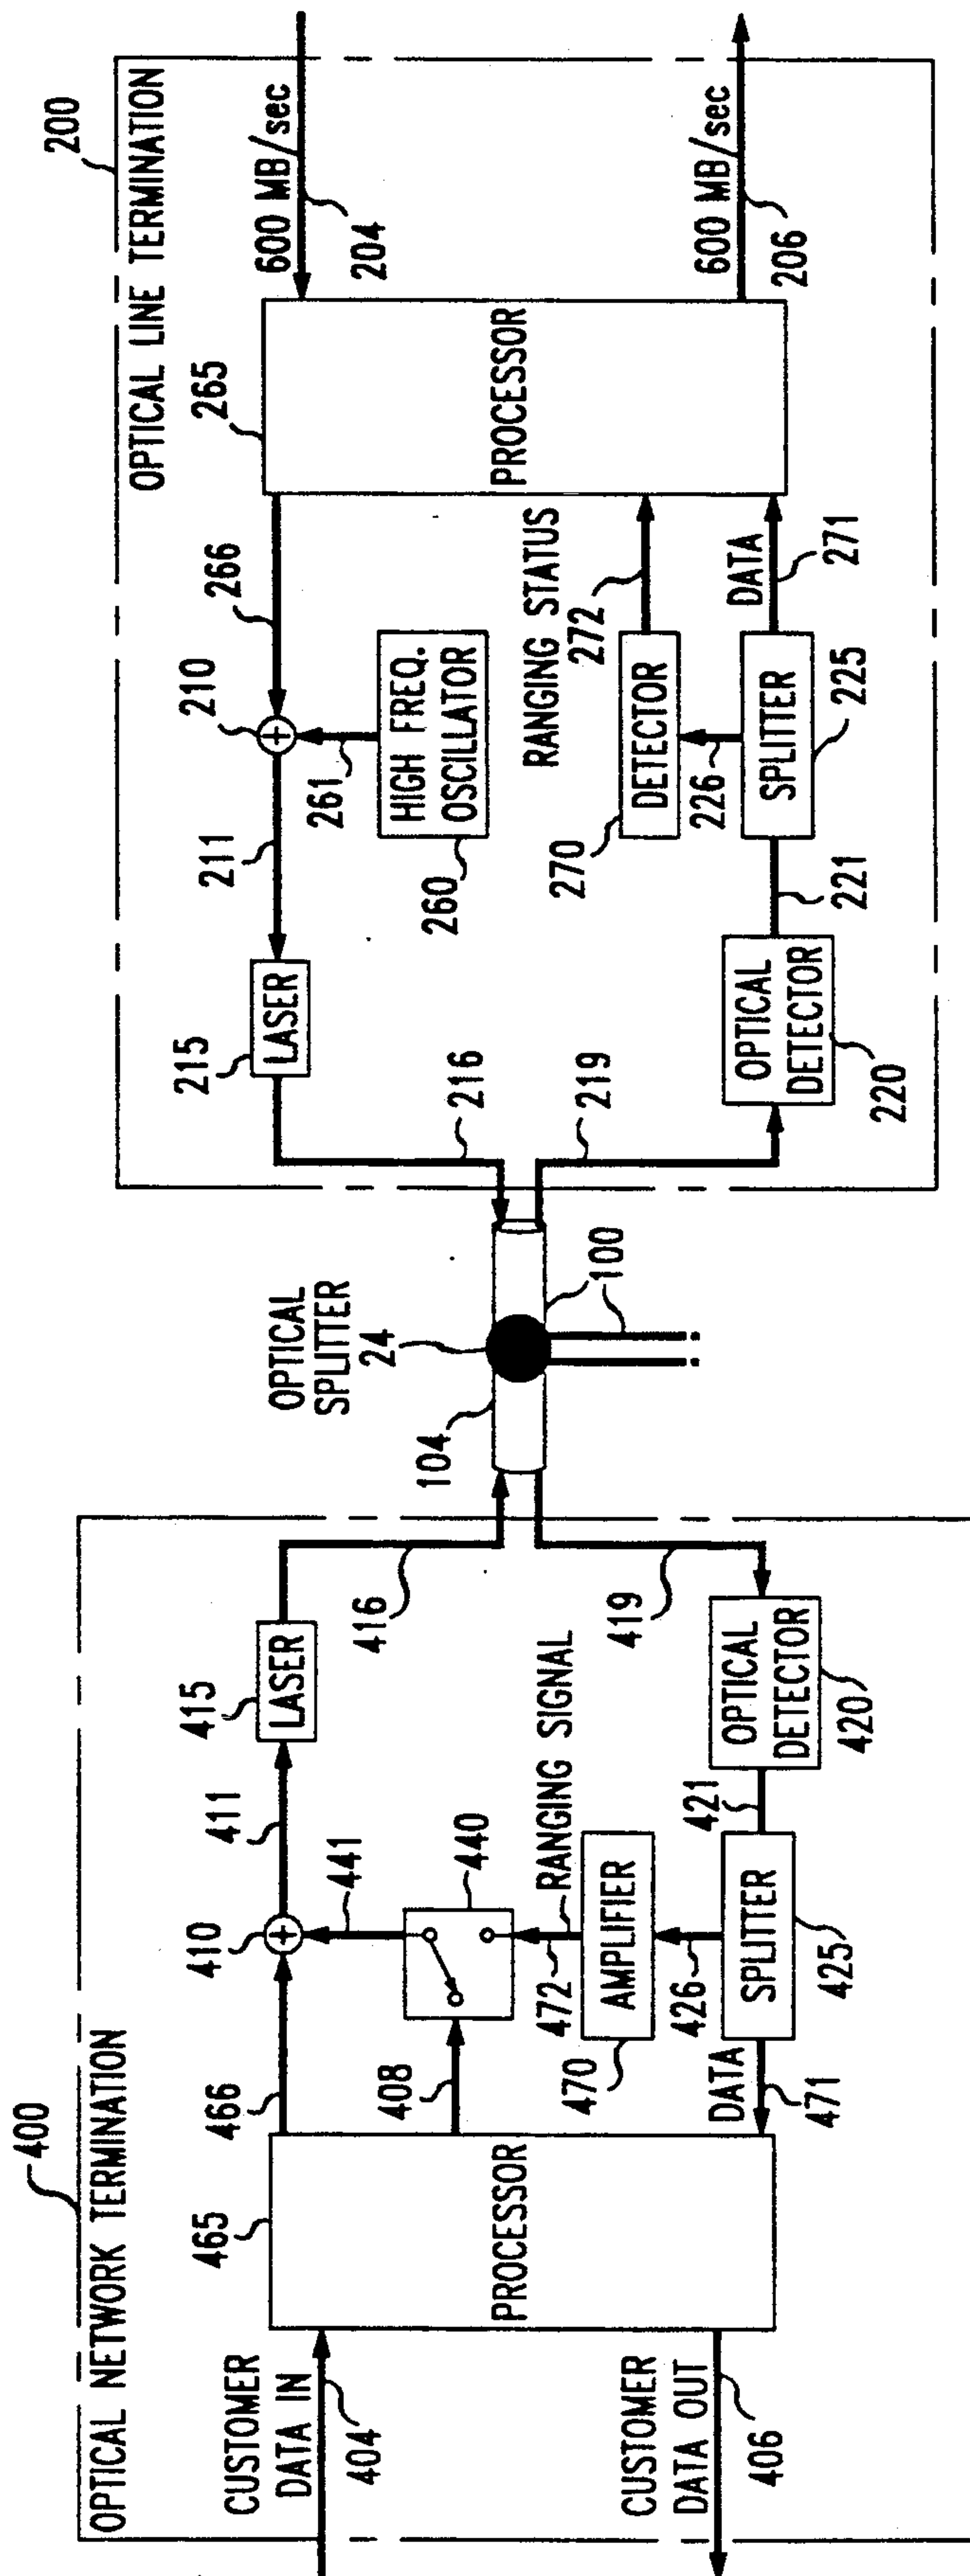 400
OPTICAL NETWORK TERMINATION
CUSTOMER
DATA IN
404
CUSTOMER
DATA OUT
406
465
PROCESSOR
466
408
410
411
441
440
415
LASER
416
RANGING SIGNAL
472
AMPLIFIER
470
426
DATA
471
SPLITTER
425
421
OPTICAL
DETECTOR
420
419
OPTICAL
SPLITTER
24
104
100
200
OPTICAL LINE TERMINATION
215
LASER
216
219
211
210
266
261
HIGH FREQ.
OSCILLATOR
260
RANGING STATUS
272
DETECTOR
270
226
DATA
271
SPLITTER
225
221
OPTICAL
DETECTOR
220
265
PROCESSOR
600 MB/sec
204
600 MB/sec
206